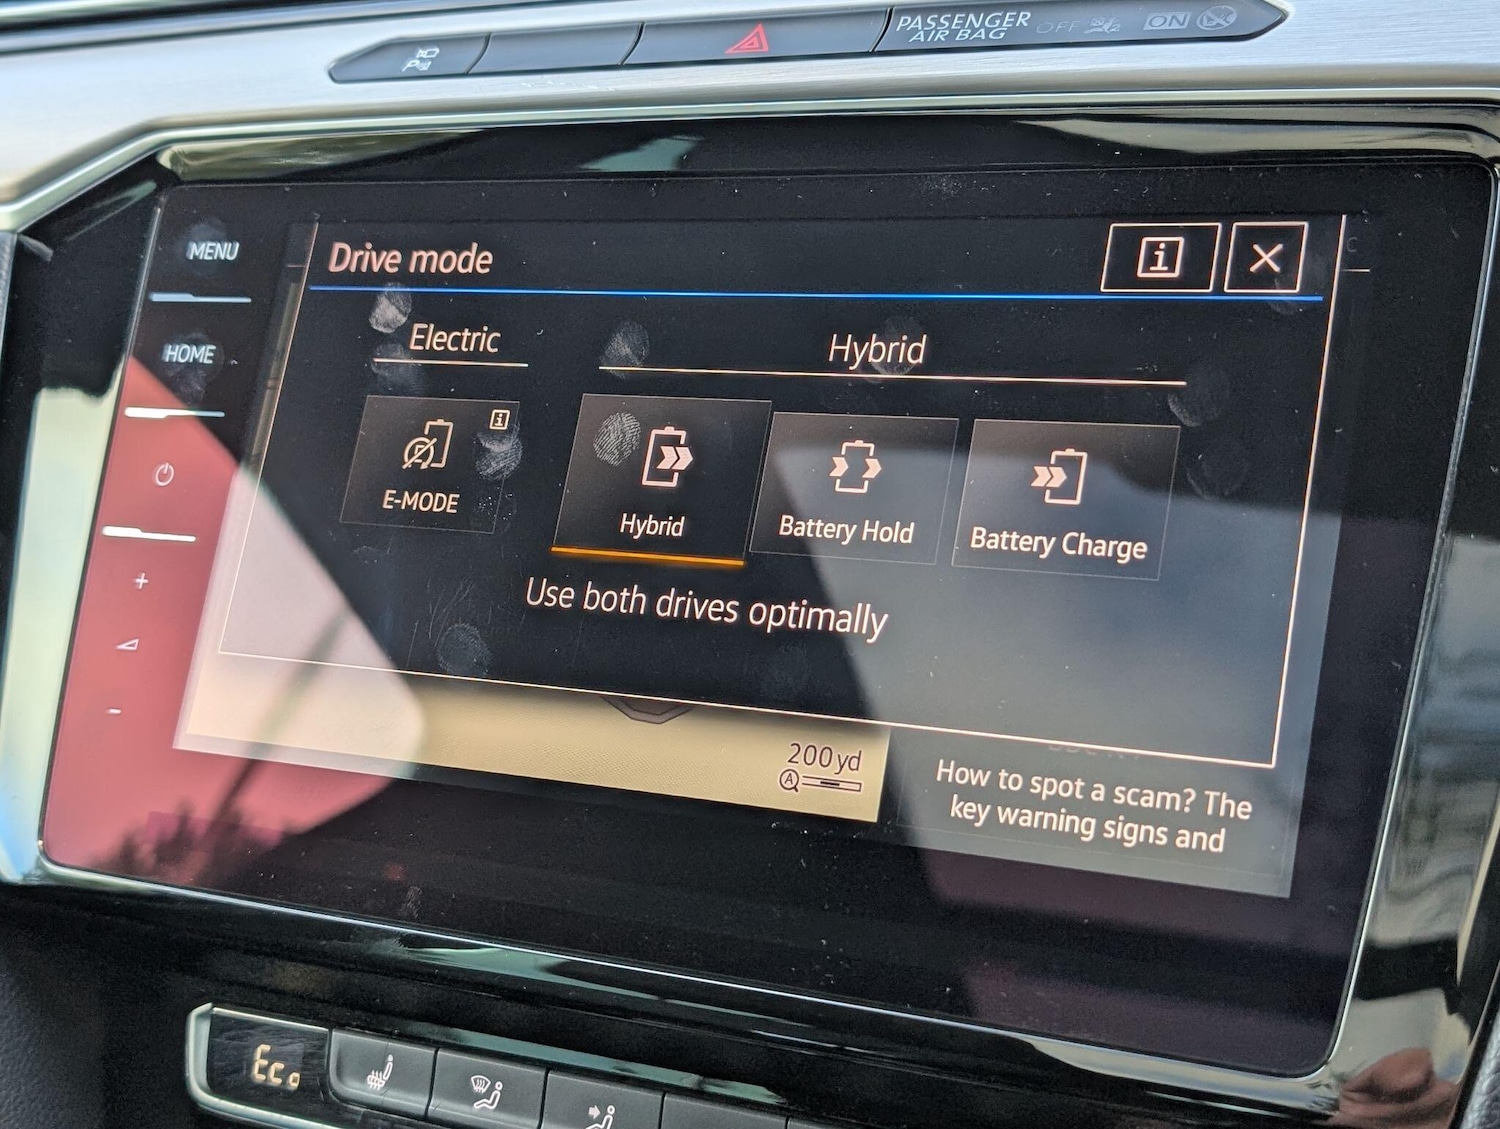 PASSENGER
AIR BAG
OFF
ON
MENU
HOME
Drive mode
Electric
Hybrid
E-MODE
Hybrid
Battery Hold
Battery Charge
Use both drives optimally
200yd
A
How to spot a scam? The
key warning signs and
Eco